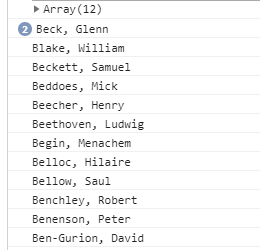 Array(12)
2 Beck, Glenn
Blake, William
Beckett, Samuel
Beddoes, Mick
Beecher, Henry
Beethoven, Ludwig
Begin, Menachem
Belloc, Hilaire
Bellow, Saul
Benchley, Robert
Benenson, Peter
Ben-Gurion, David